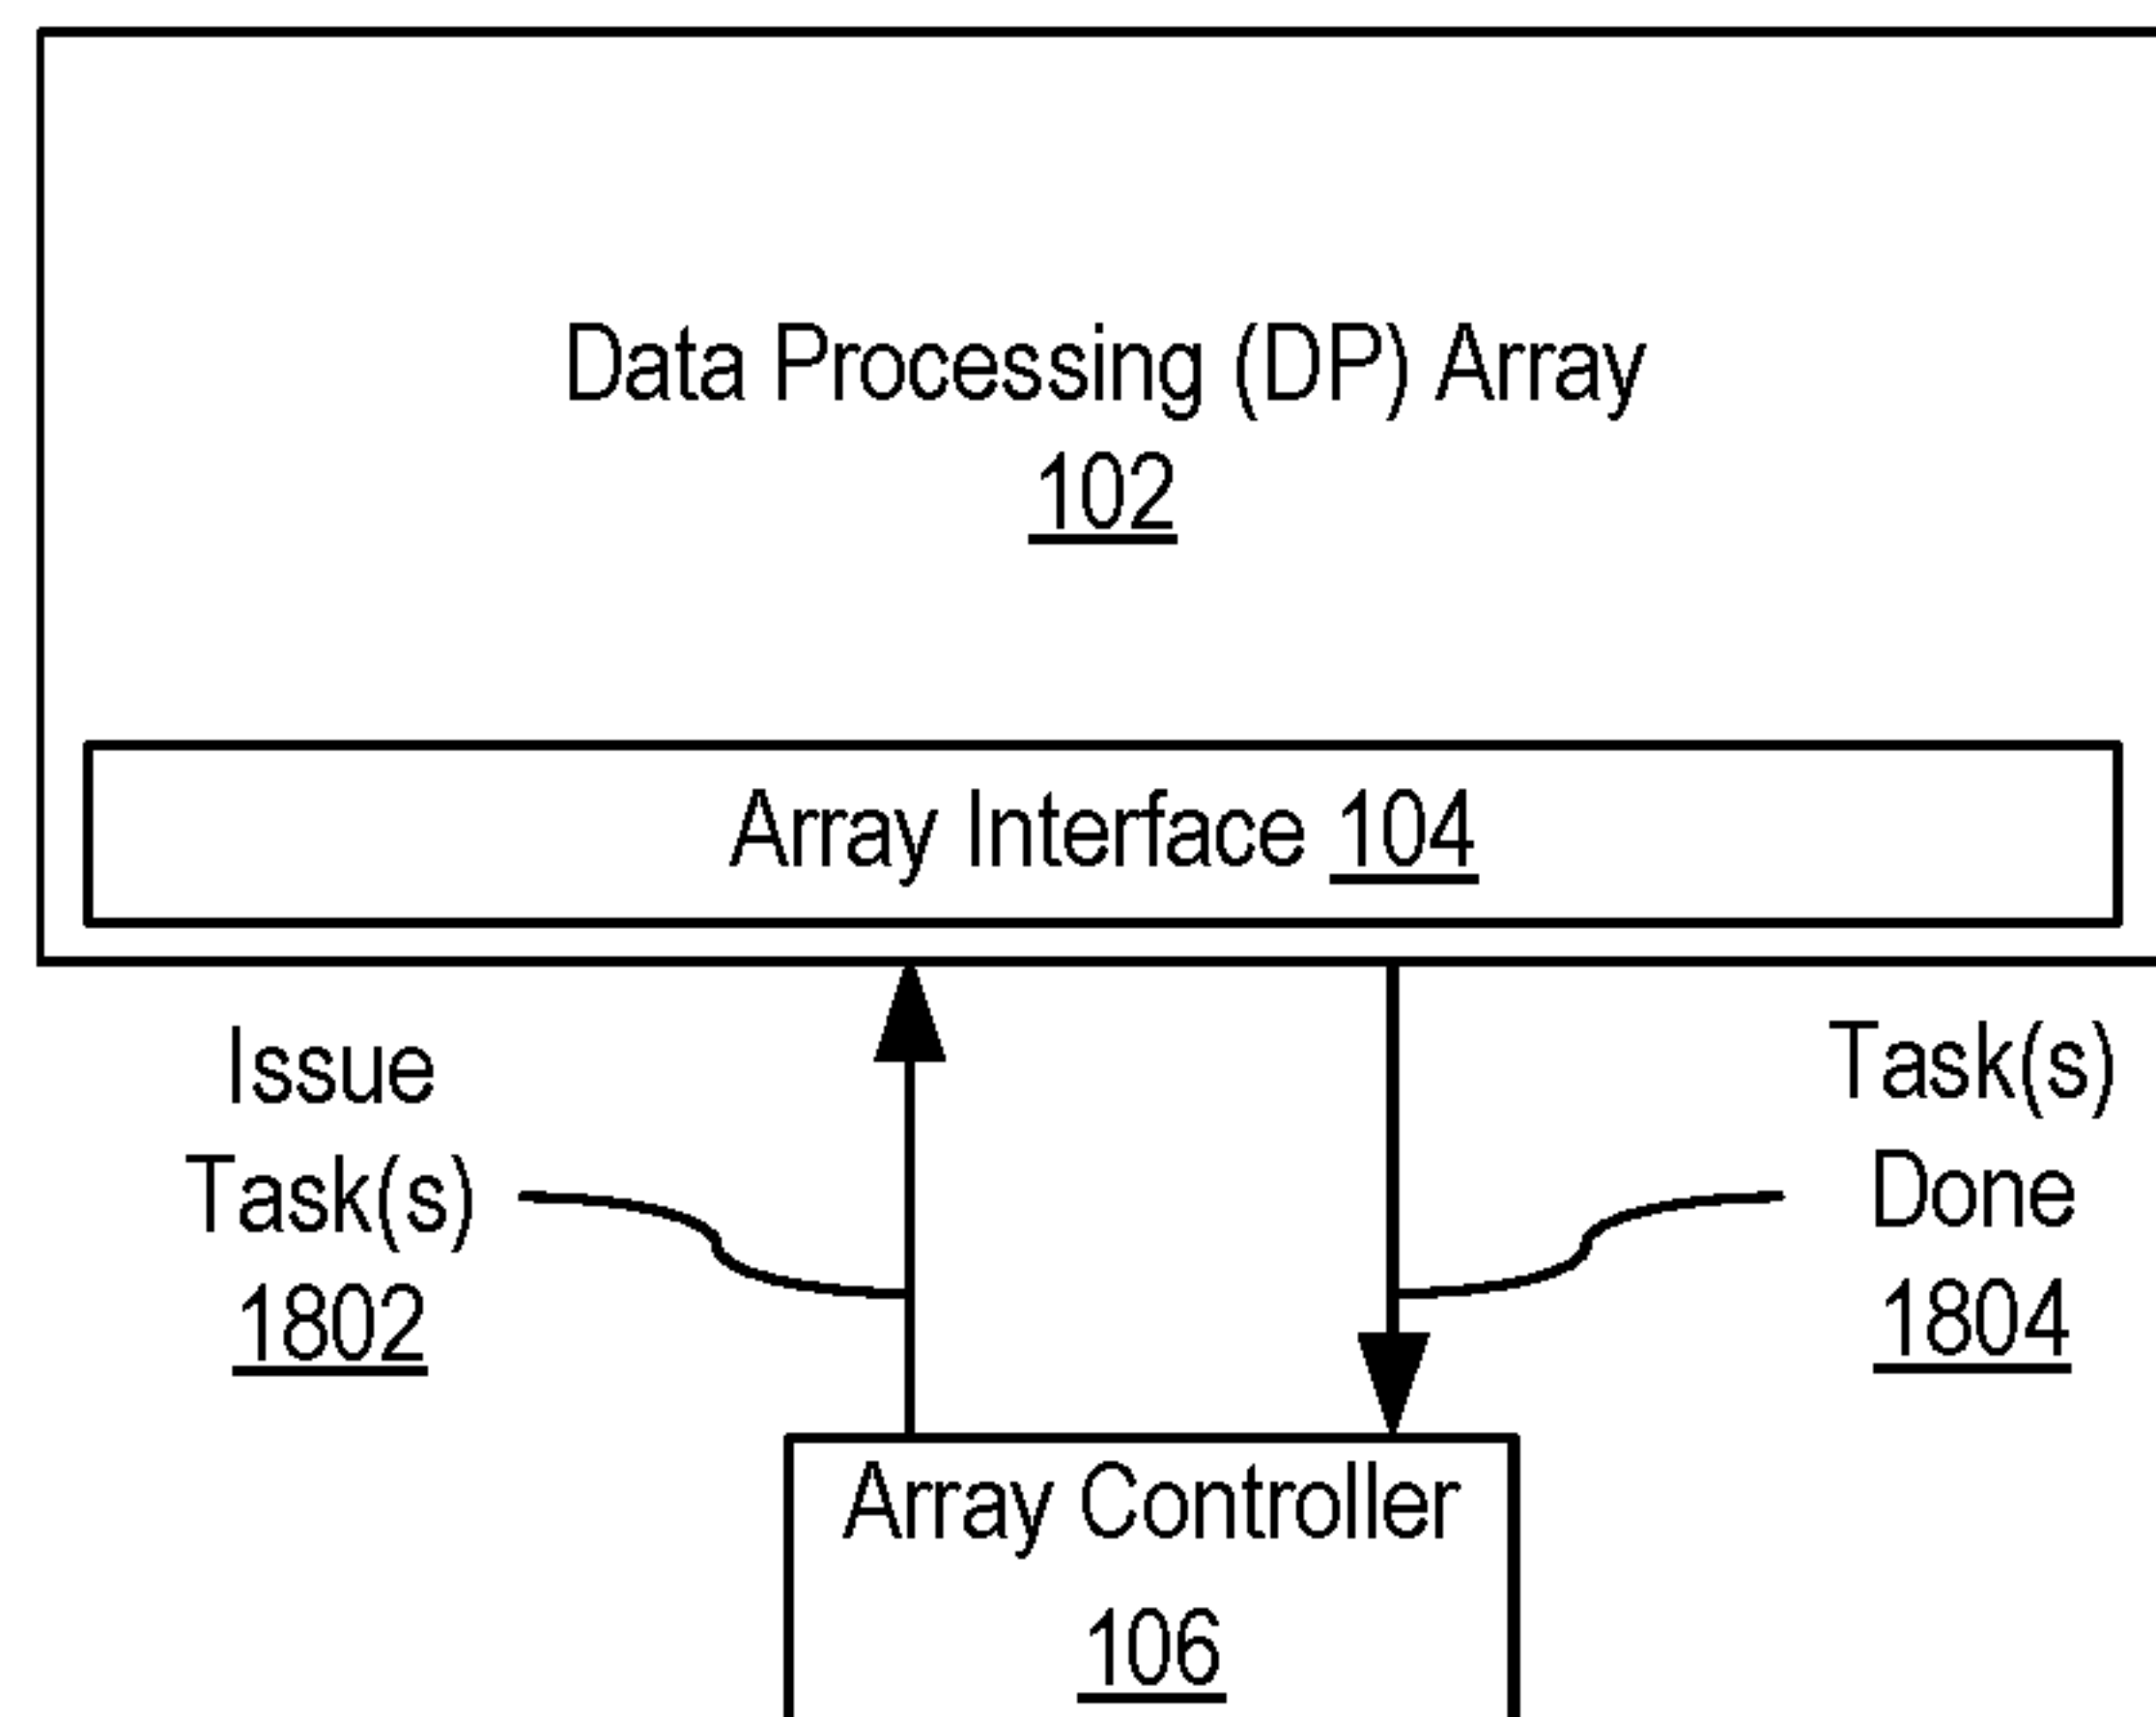 Data Processing (DP) Array
102
Array Interface 104
Issue
Task(s)
1802
Task(s)
Done
1804
Array Controller
106